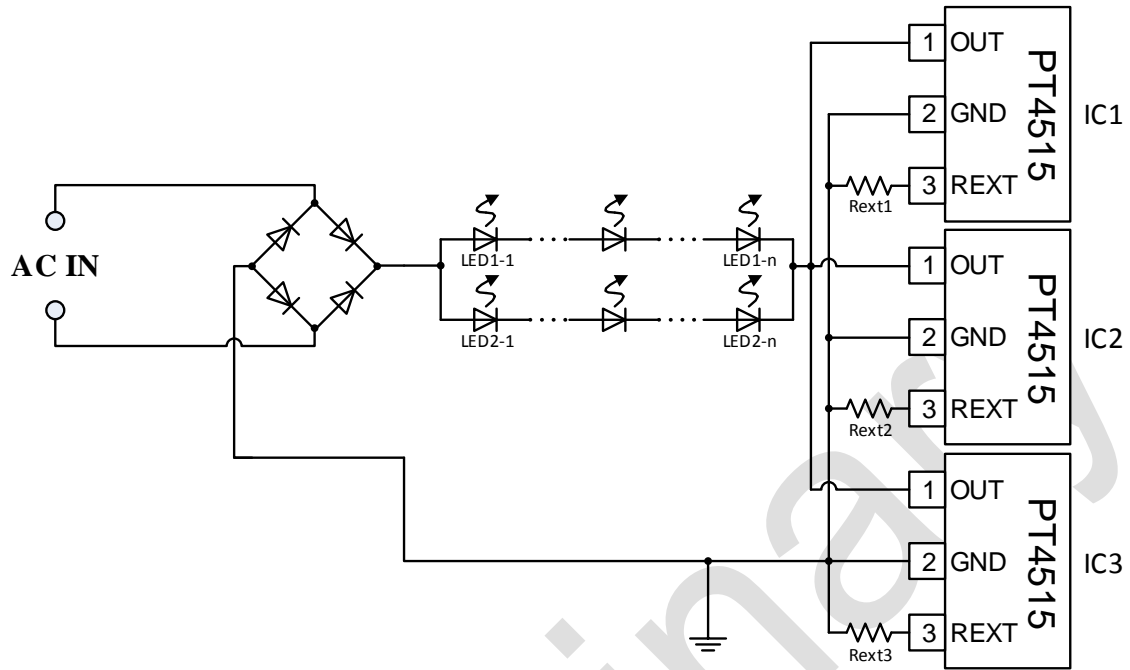 1 OUT
2 GND
3 REXT
PT4515
IC1
Rext1
AC IN
LED1-1
LED1-n
LED2-1
LED2-n
1 OUT
2 GND
3 REXT
PT4515
IC2
Rext2
1 OUT
2 GND
3 REXT
PT4515
IC3
Rext3
inary